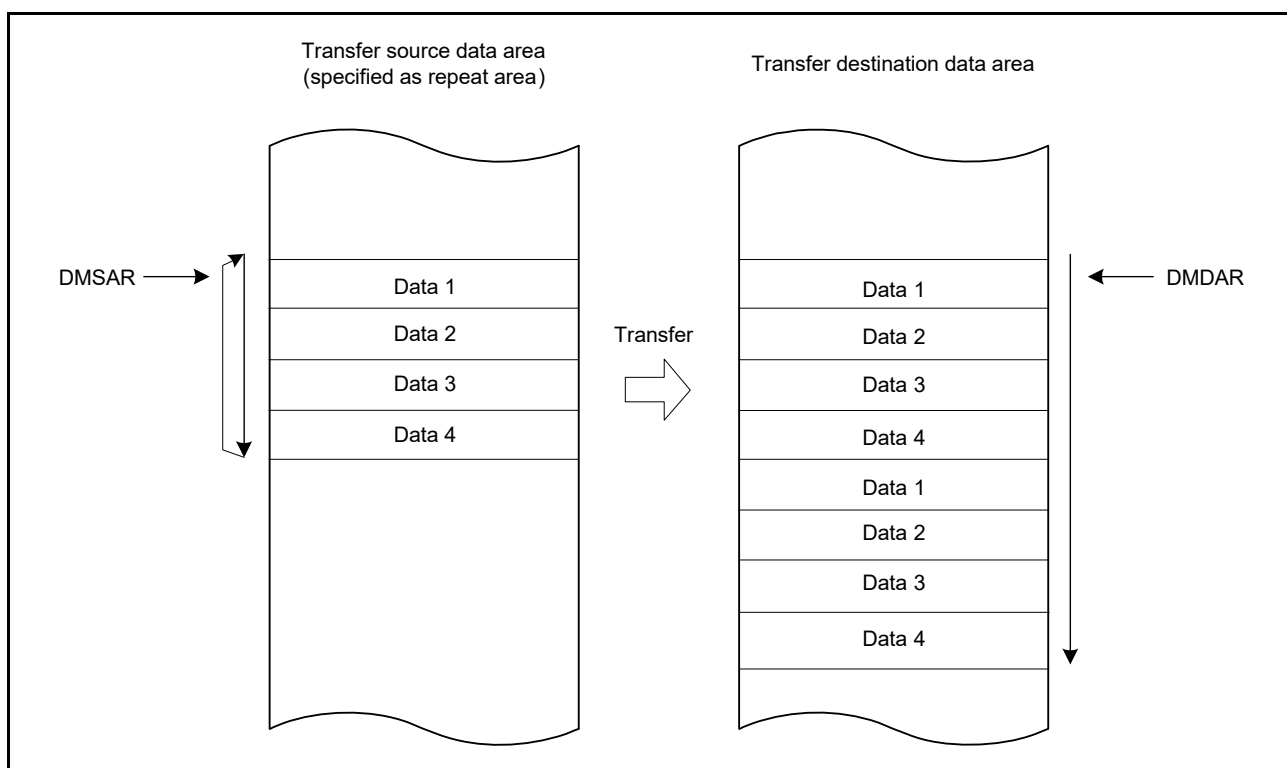 Transfer source data area
(specified as repeat area)
Transfer destination data area
DMSAR
Data 1
Data 2
Data 3
Data 4
Transfer
Data 1
Data 2
Data 3
Data 4
Data 1
Data 2
Data 3
Data 4
DMDAR